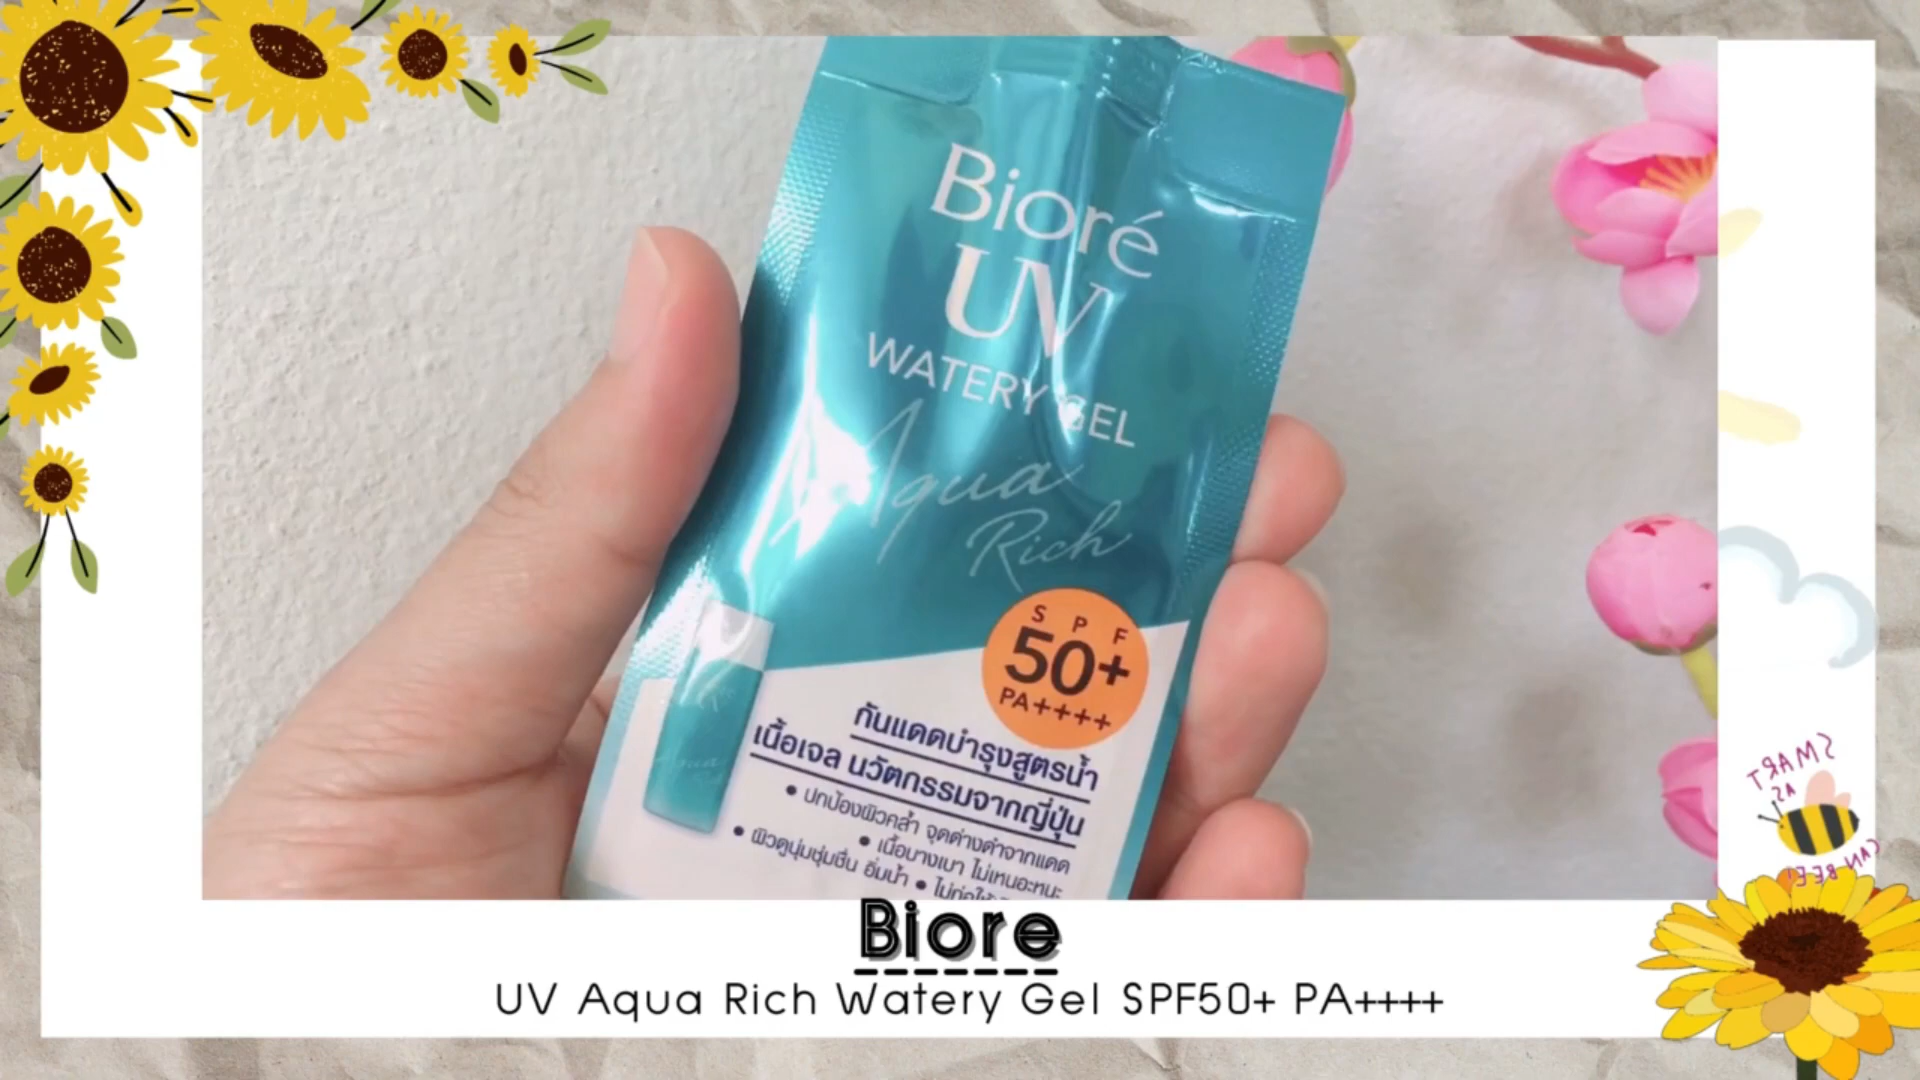 Bioré
UV
WATERY GEL
Aqua
Rich
SPF
50+
PA++++
กันแดดบำรุงสูตรน้ำ
เนื้อเจล นวัตกรรมจากญี่ปุ่น
• ปกป้องผิวคล้ำ จุดด่างดำจากแดด
• เนื้อบางเบา ไม่เหนอะหนะ
• ผิวดูนุ่มชุ่มชื่น อิ่มน้ำ •
SMART
AS
CAN BEE!
Biore
UV Aqua Rich Watery Gel SPF50+ PA++++